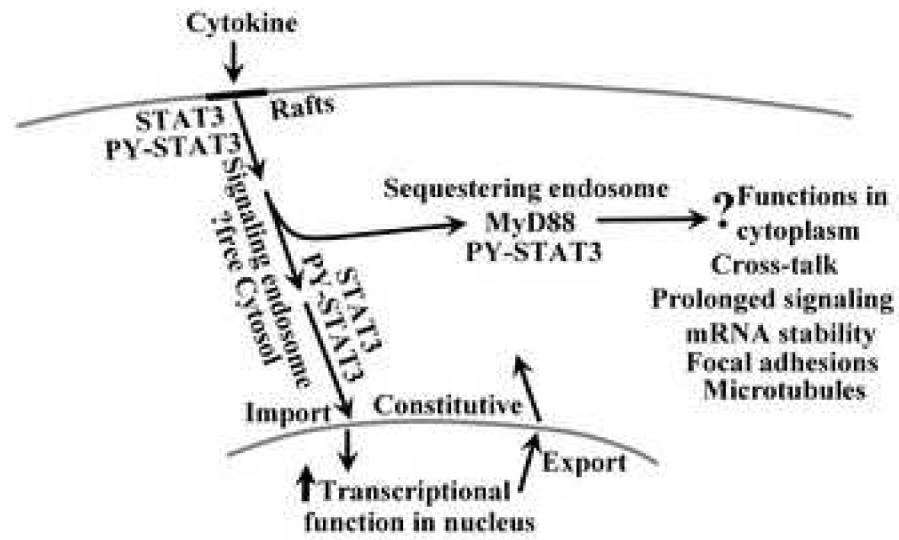 Cytokine
Rafts
STAT3
PY-STAT3
Signaling endosome
?free Cytosol
Sequestering endosome
MyD88
PY-STAT3
? Functions in
cytoplasm
Cross-talk
Prolonged signaling
mRNA stability
Focal adhesions
Microtubules
STAT3
PY-STAT3
Import
Constitutive
Export
Transcriptional
function in nucleus